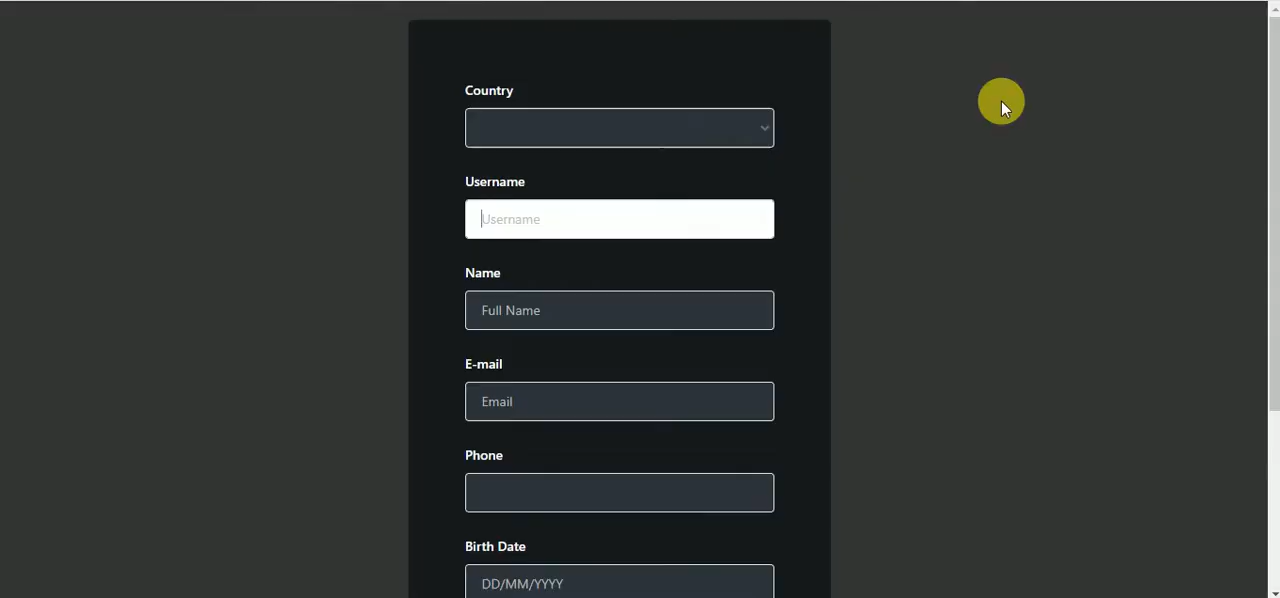 Country
Username
Username
Name
Full Name
E-mail
Email
Phone
Birth Date
DD/MM/YYYY